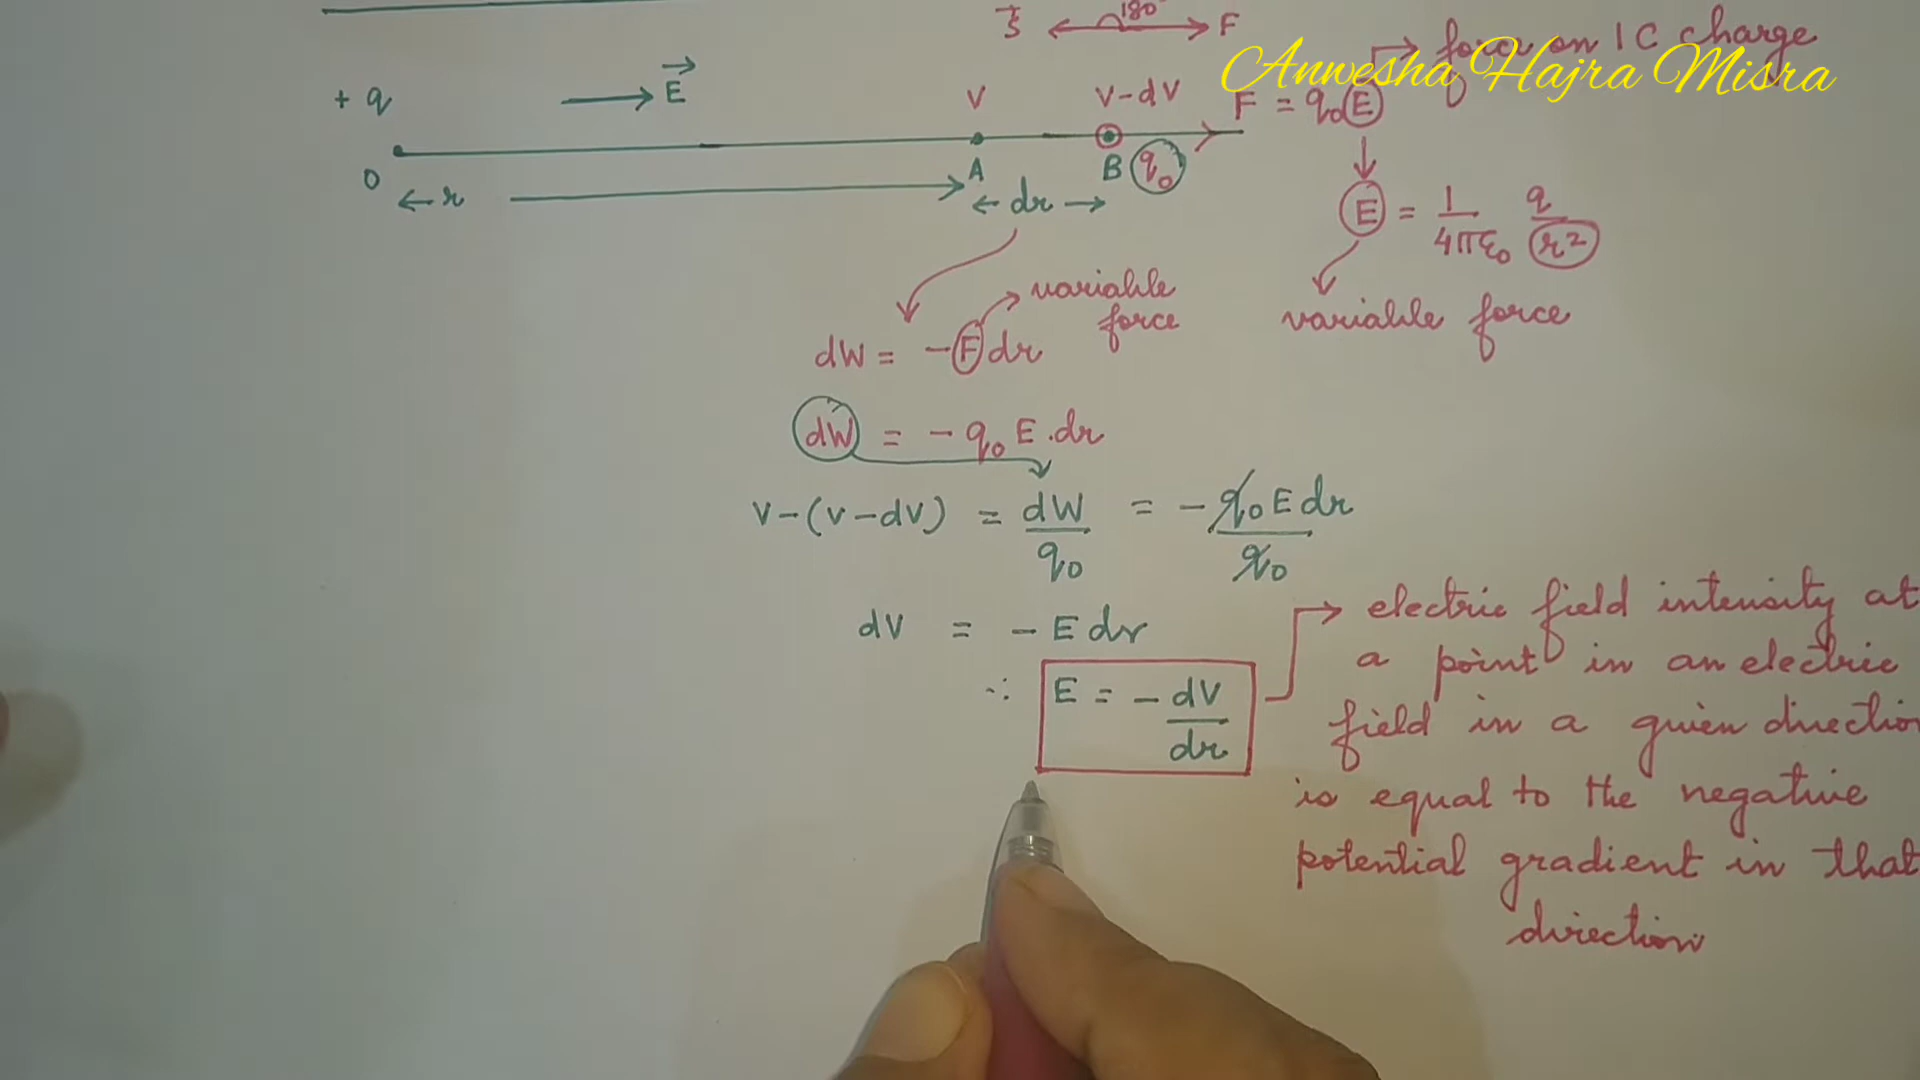 S⃗ 180° F
force on 1 C charge
Anwesha Hajra Misra
+ q E⃗ V V-dV F = q₀E
O A B q₀
r dr
E = 1/4πε₀ q/r²
variable force
variable force
dW = -Fdr
dW = - q₀ E.dr
V-(V-dV) = dW/q₀ = -q₀Edr/q₀
dV = - E dr
∴ E = - dV/dr
electric field intensity at
a point in an electric
field in a given direction
is equal to the negative
potential gradient in that
direction